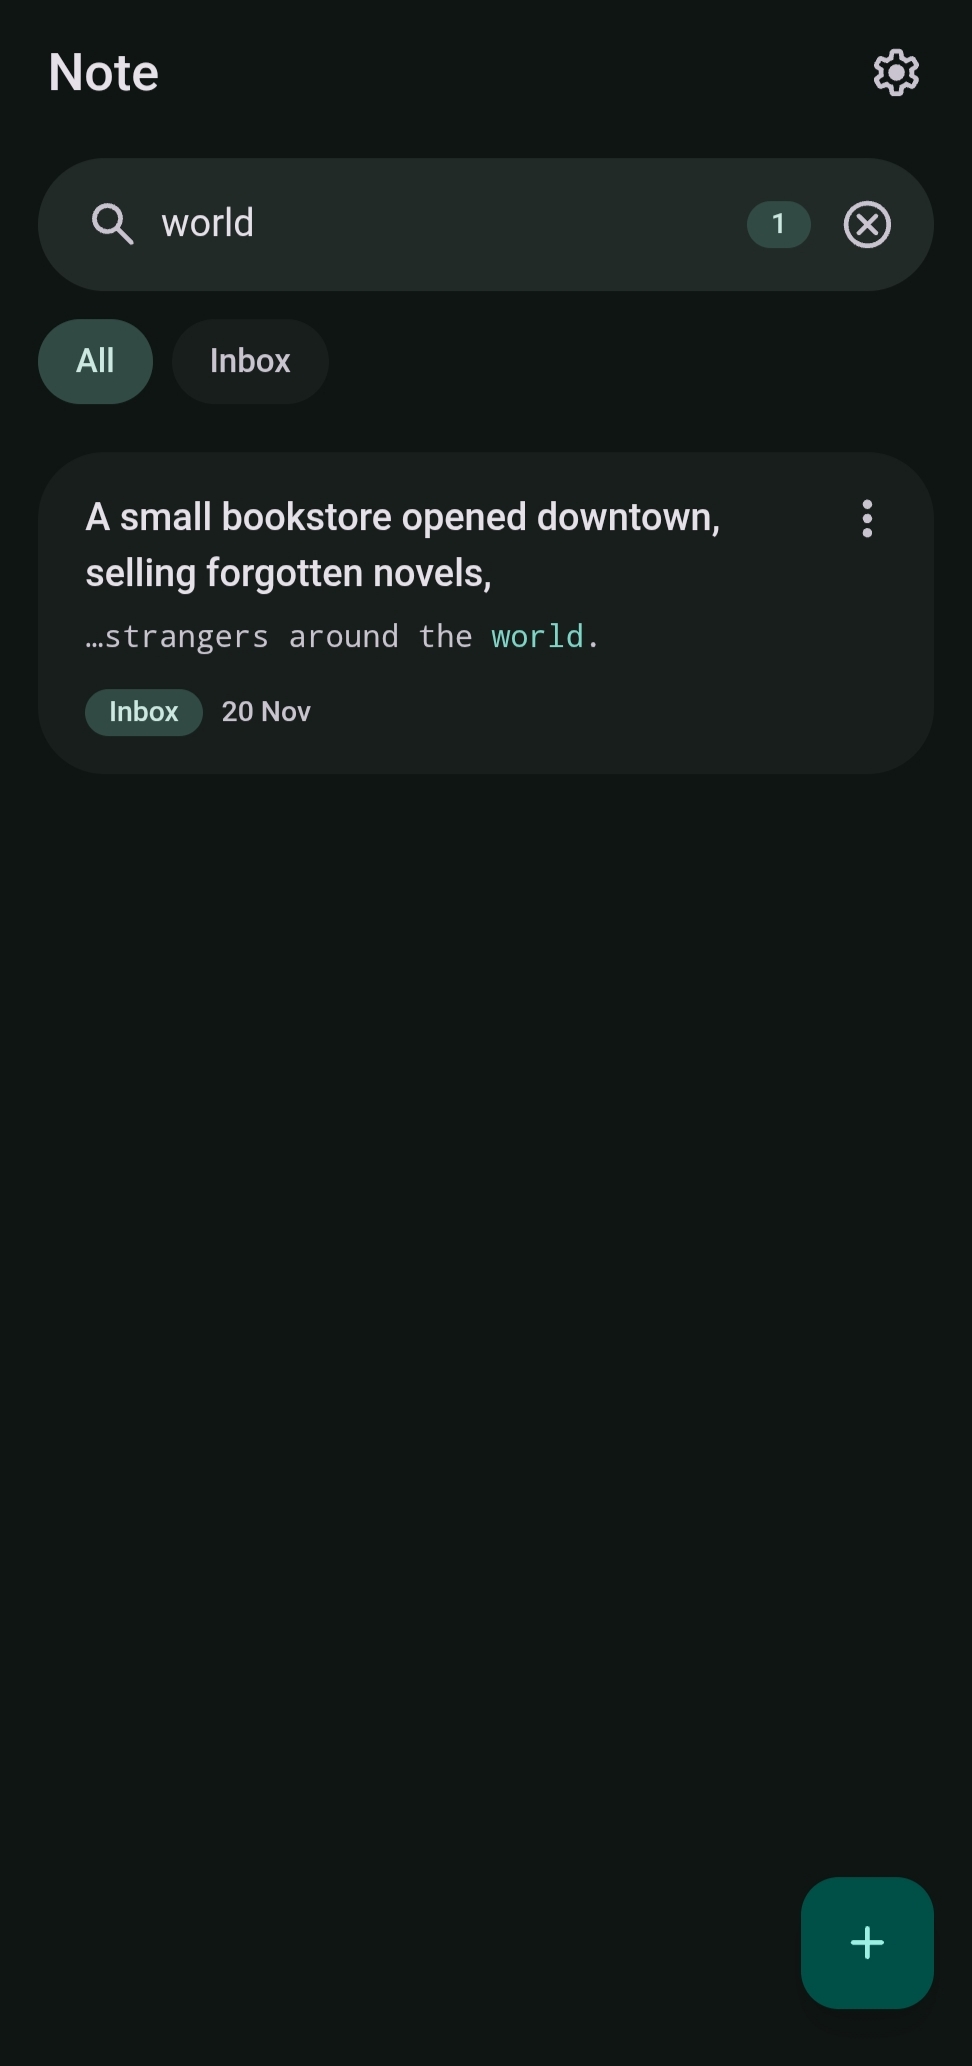 Note
world 1
All Inbox
A small bookstore opened downtown,
selling forgotten novels,
…strangers around the world.
Inbox 20 Nov